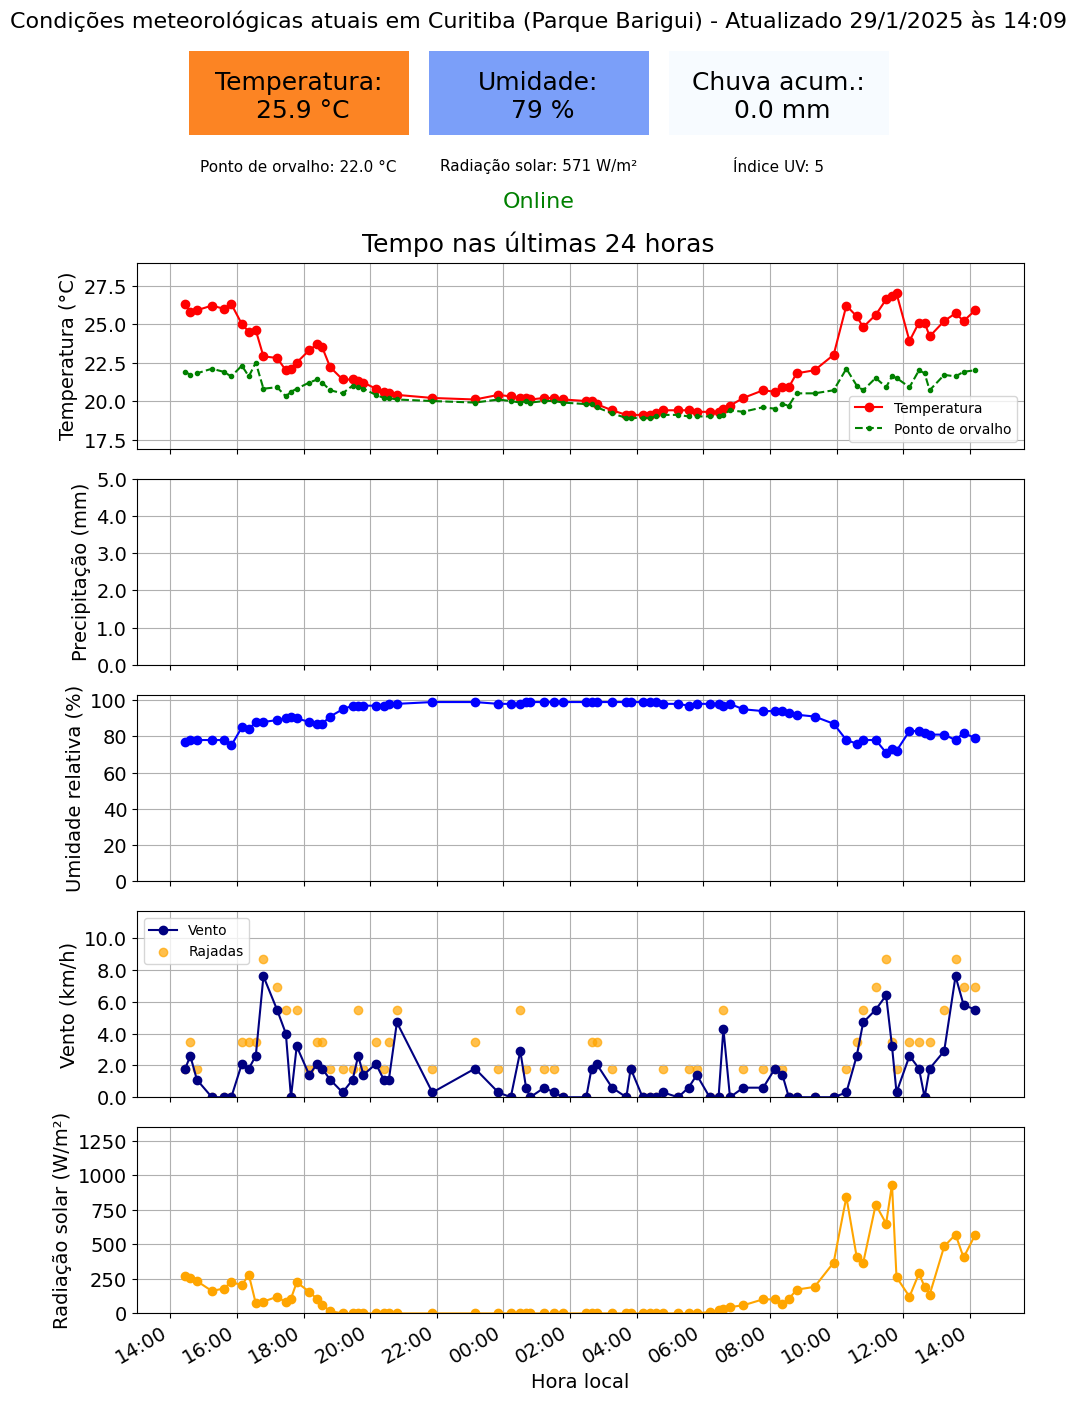 Condições meteorológicas atuais em Curitiba (Parque Barigui) - Atualizado 29/1/2025 às 14:09
Temperatura:
25.9 °C
Umidade:
79 %
Chuva acum.:
0.0 mm
Ponto de orvalho: 22.0 °C
Radiação solar: 571 W/m²
Índice UV: 5
Online
Tempo nas últimas 24 horas
Temperatura (°C)
27.5
25.0
22.5
20.0
17.5
Temperatura
Ponto de orvalho
Precipitação (mm)
5.0
4.0
3.0
2.0
1.0
0.0
Umidade relativa (%)
100
80
60
40
20
0
Vento (km/h)
10.0
8.0
6.0
4.0
2.0
0.0
Vento
Rajadas
Radiação solar (W/m²)
1250
1000
750
500
250
0
14:00
16:00
18:00
20:00
22:00
00:00
02:00
04:00
06:00
08:00
10:00
12:00
14:00
Hora local